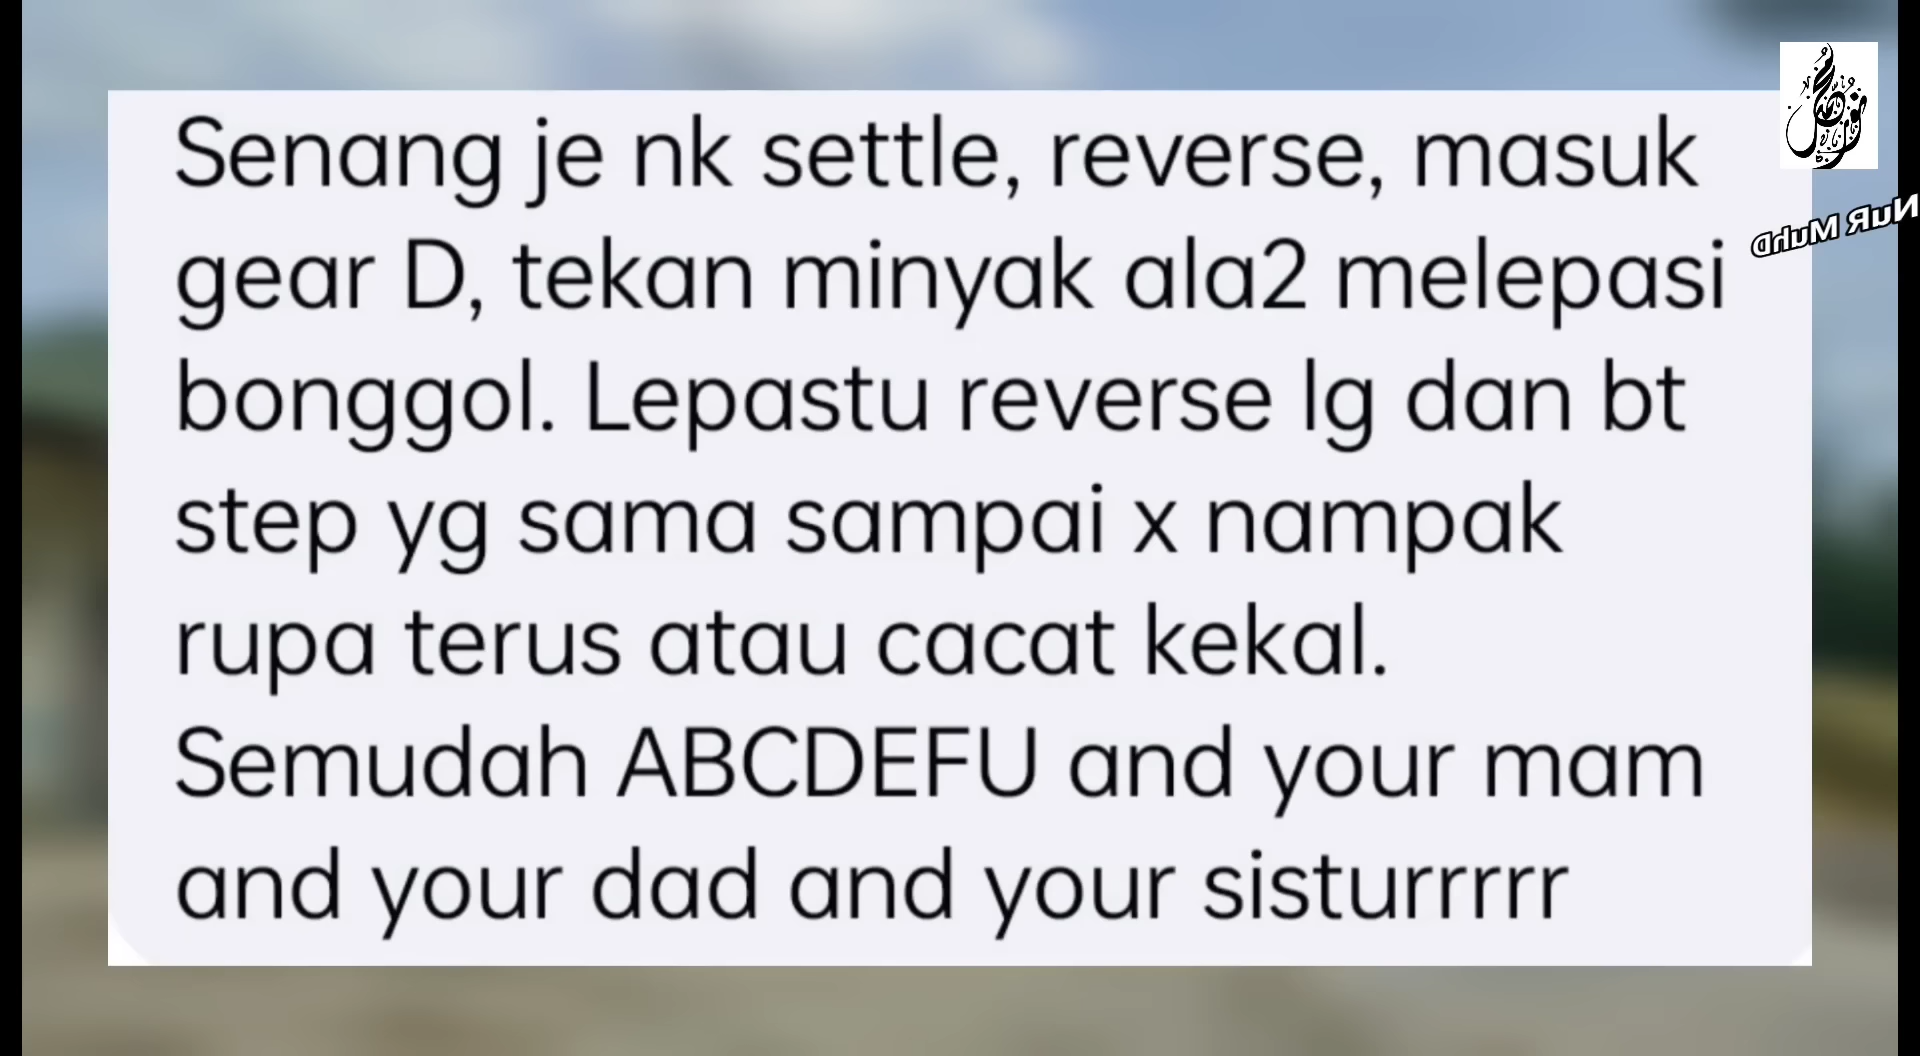 Senang je nk settle, reverse, masuk
gear D, tekan minyak ala2 melepasi
bonggol. Lepastu reverse lg dan bt
step yg sama sampai x nampak
rupa terus atau cacat kekal.
Semudah ABCDEFU and your mam
and your dad and your sisturrrrr
NuR MuhD